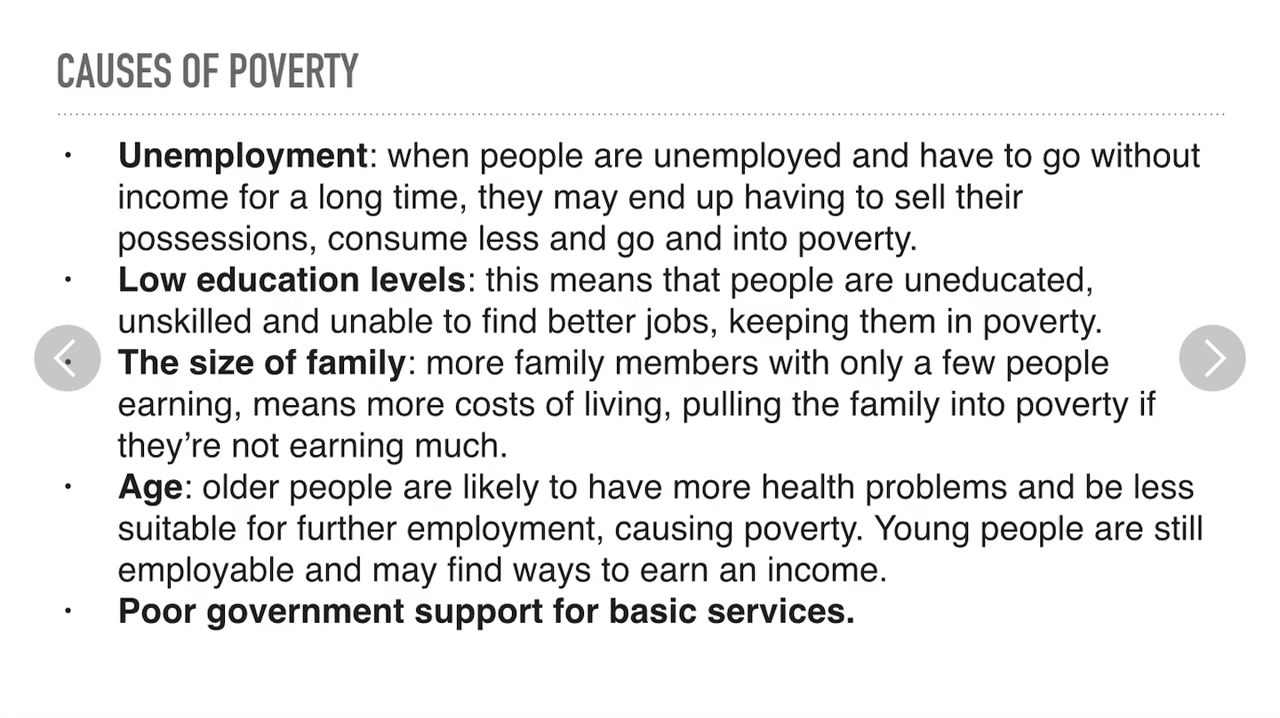 CAUSES OF POVERTY
• Unemployment: when people are unemployed and have to go without
income for a long time, they may end up having to sell their
possessions, consume less and go and into poverty.
• Low education levels: this means that people are uneducated,
unskilled and unable to find better jobs, keeping them in poverty.
• The size of family: more family members with only a few people
earning, means more costs of living, pulling the family into poverty if
they’re not earning much.
• Age: older people are likely to have more health problems and be less
suitable for further employment, causing poverty. Young people are still
employable and may find ways to earn an income.
• Poor government support for basic services.